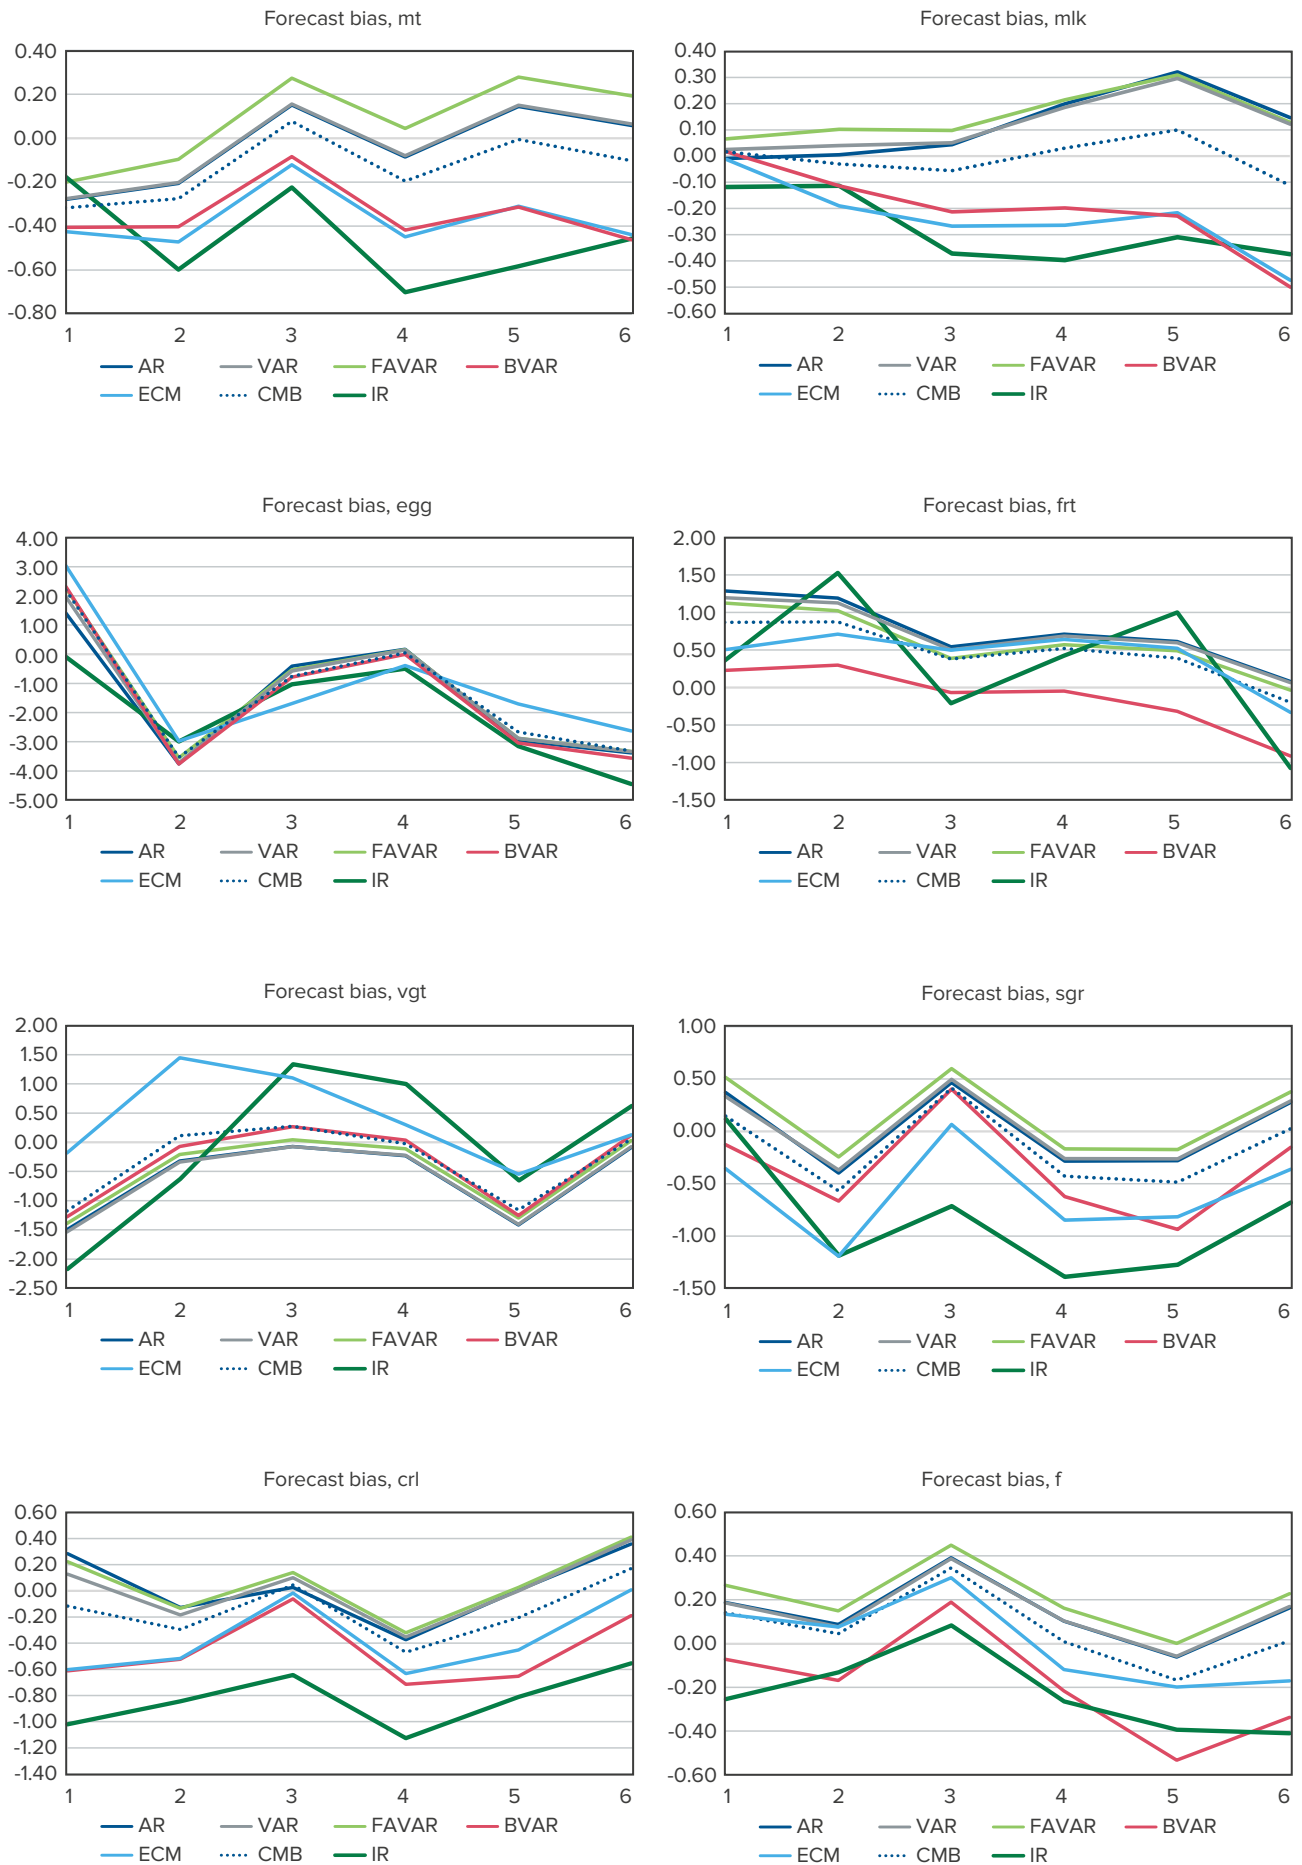 Forecast bias, mt
0.40
0.20
0.00
-0.20
-0.40
-0.60
-0.80
1 2 3 4 5 6
AR VAR FAVAR BVAR
ECM CMB IR
Forecast bias, mlk
0.40
0.30
0.20
0.10
0.00
-0.10
-0.20
-0.30
-0.40
-0.50
-0.60
1 2 3 4 5 6
AR VAR FAVAR BVAR
ECM CMB IR
Forecast bias, egg
4.00
3.00
2.00
1.00
0.00
-1.00
-2.00
-3.00
-4.00
-5.00
1 2 3 4 5 6
AR VAR FAVAR BVAR
ECM CMB IR
Forecast bias, frt
2.00
1.50
1.00
0.50
0.00
-0.50
-1.00
-1.50
1 2 3 4 5 6
AR VAR FAVAR BVAR
ECM CMB IR
Forecast bias, vgt
2.00
1.50
1.00
0.50
0.00
-0.50
-1.00
-1.50
-2.00
-2.50
1 2 3 4 5 6
AR VAR FAVAR BVAR
ECM CMB IR
Forecast bias, sgr
1.00
0.50
0.00
-0.50
-1.00
-1.50
1 2 3 4 5 6
AR VAR FAVAR BVAR
ECM CMB IR
Forecast bias, crl
0.60
0.40
0.20
0.00
-0.20
-0.40
-0.60
-0.80
-1.00
-1.20
-1.40
1 2 3 4 5 6
AR VAR FAVAR BVAR
ECM CMB IR
Forecast bias, f
0.60
0.40
0.20
0.00
-0.20
-0.40
-0.60
1 2 3 4 5 6
AR VAR FAVAR BVAR
ECM CMB IR